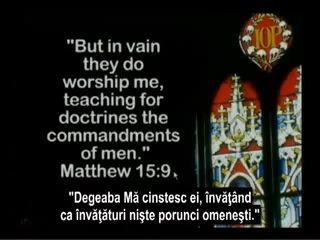 "But in vain
they do
worship me,
teaching for
doctrines the
commandments
of men."
Matthew 15:9
"Degeaba Mă cinstesc ei, învăţând
ca învăţături nişte porunci omeneşti."